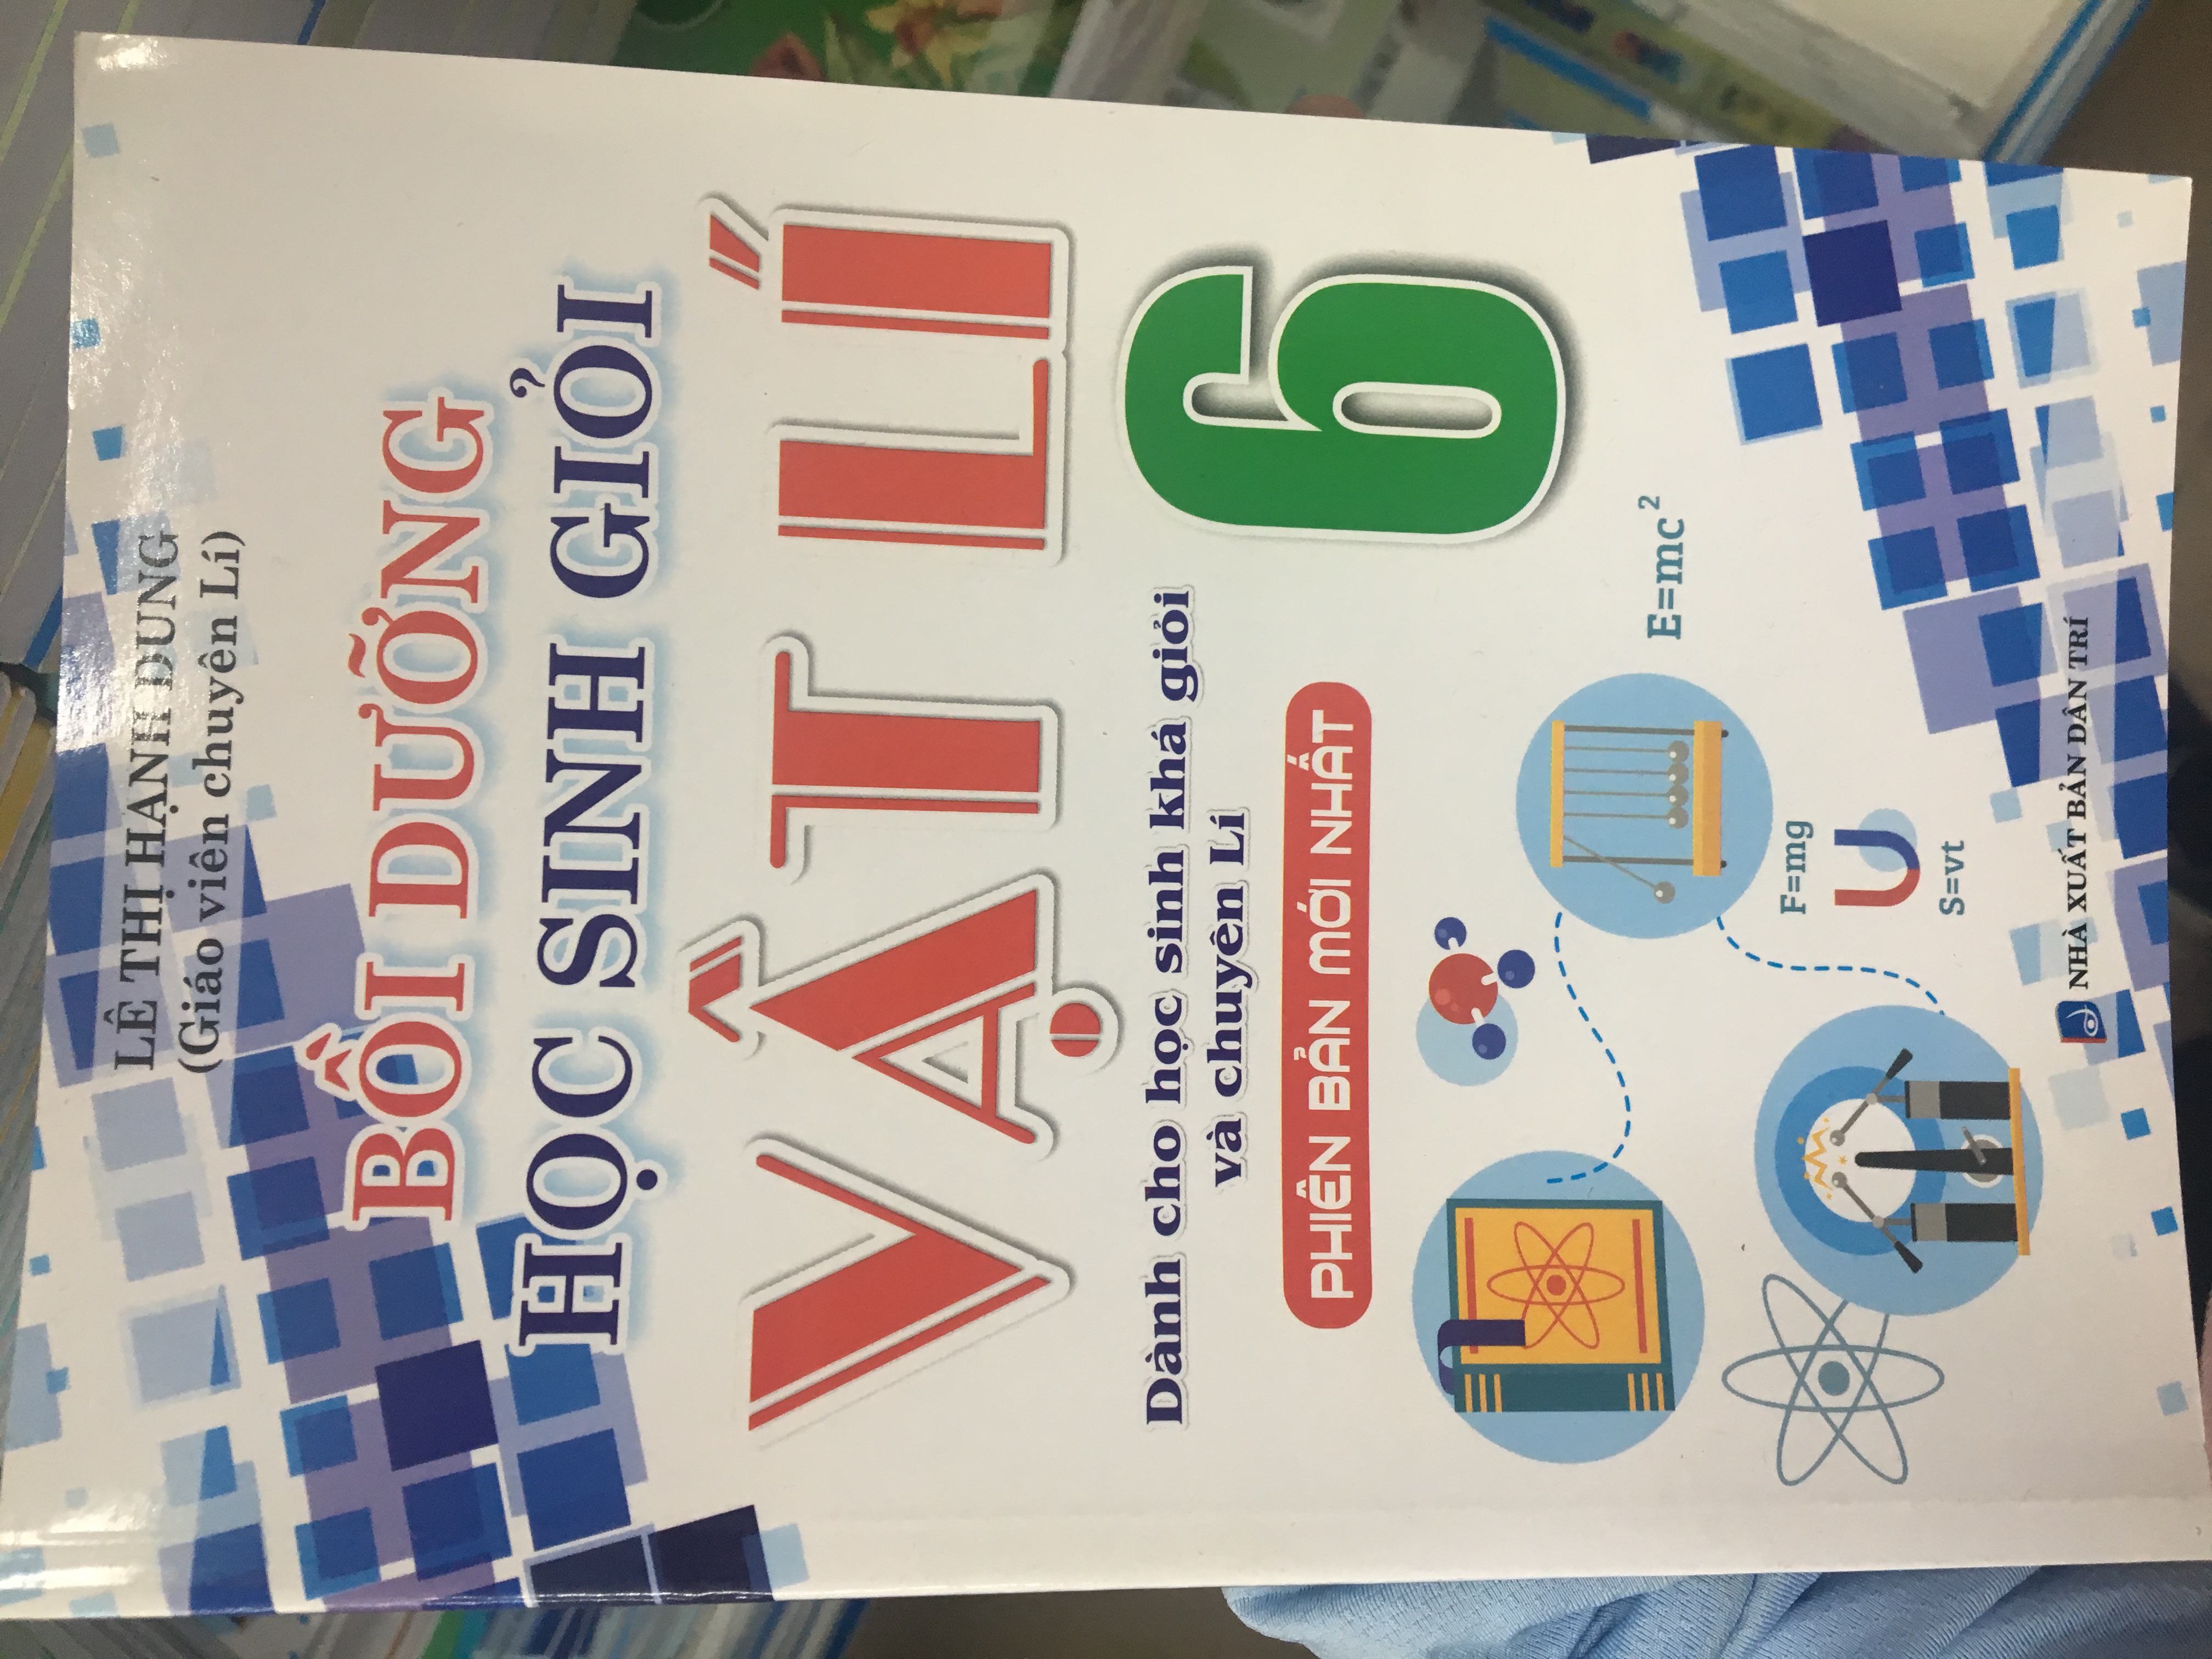 LÊ THỊ HẠNH DUNG
(Giáo viên chuyên Lí)
BỒI DƯỠNG
HỌC SINH GIỎI
VẬT LÍ
6
Dành cho học sinh khá giỏi
và chuyên Lí
PHIÊN BẢN MỚI NHẤT
E=mc²
F=mg
S=vt
NHÀ XUẤT BẢN DÂN TRÍ